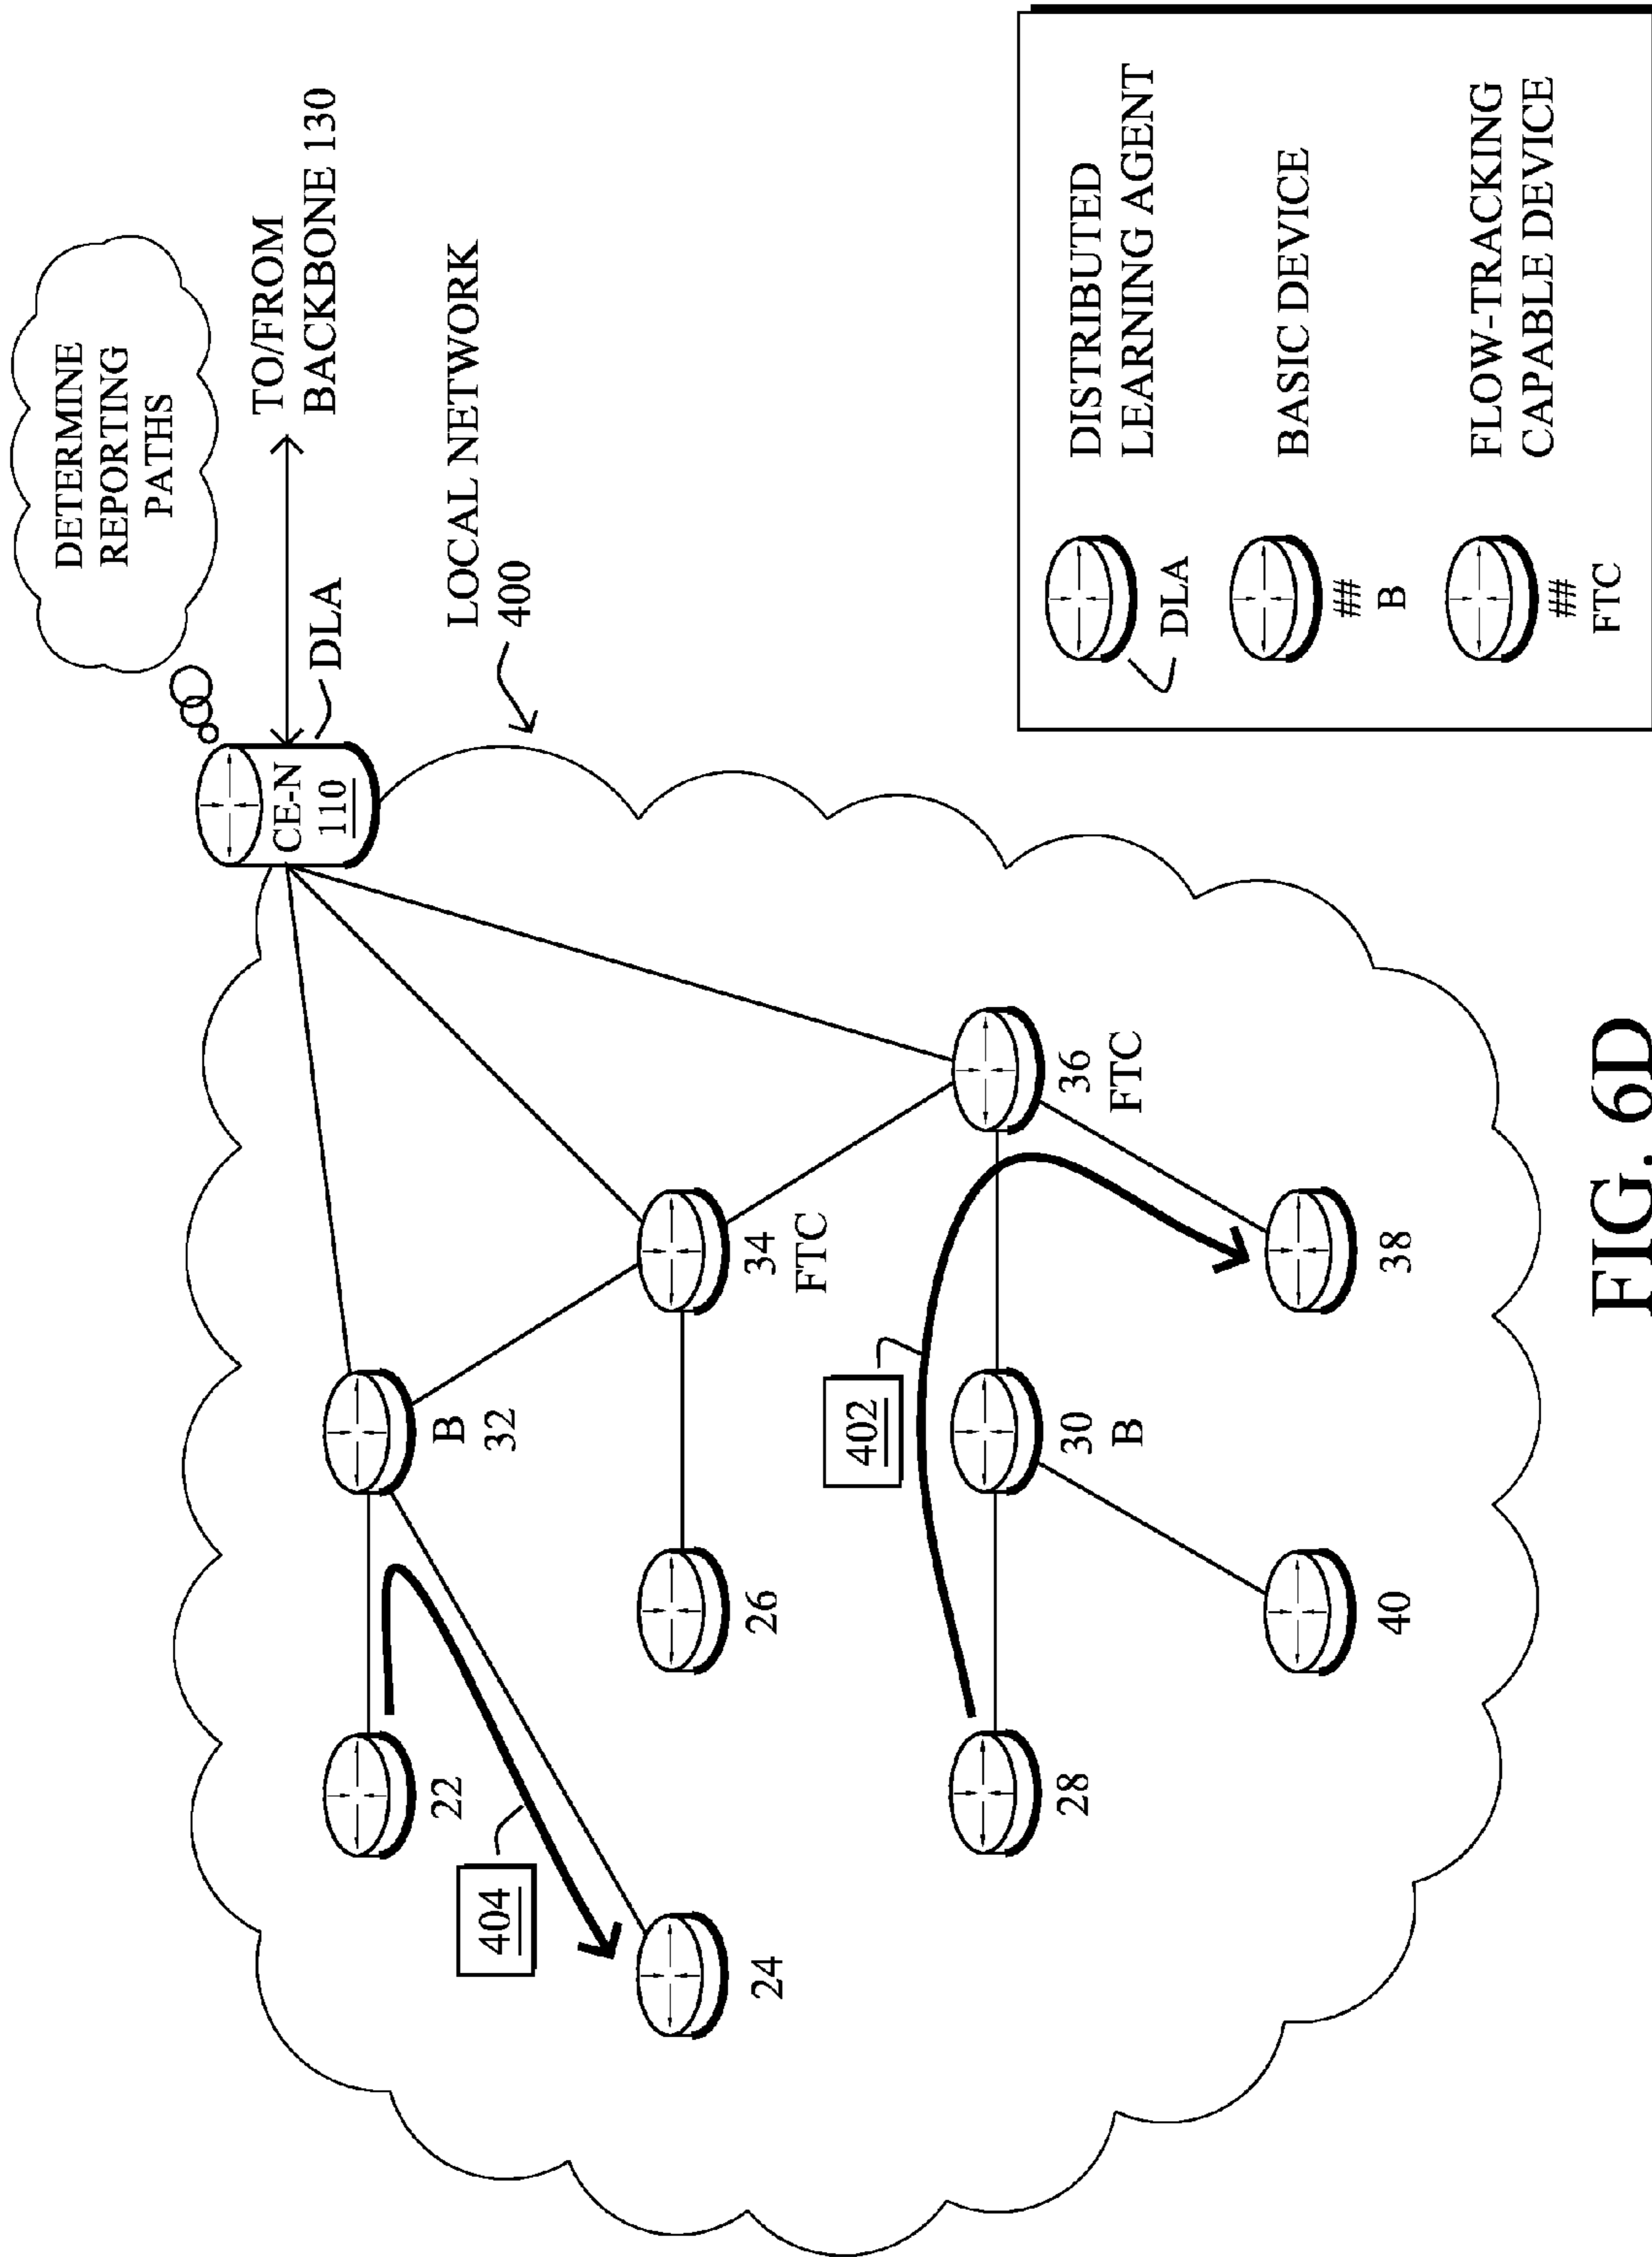 DETERMINE
REPORTING
PATHS
TO/FROM
BACKBONE 130
CE-N
110
DLA
LOCAL NETWORK
400
22
404
24
B
32
26
34
FTC
402
28
30
B
36
FTC
40
38
DISTRIBUTED
LEARNING AGENT
DLA
BASIC DEVICE
##
B
FLOW-TRACKING
CAPABLE DEVICE
##
FTC
FIG. 6D